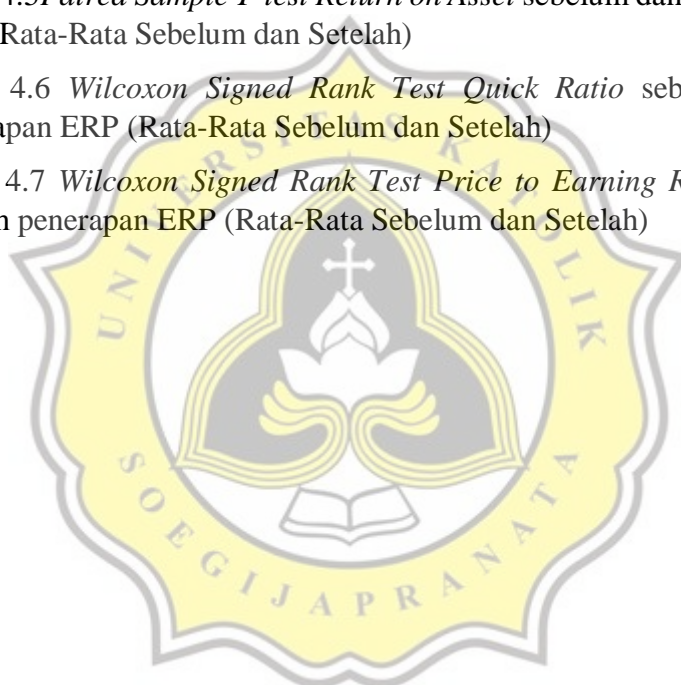 Paired Sample T-test Return on Asset sebelum dan
Rata-Rata Sebelum dan Setelah)
4.6 Wilcoxon Signed Rank Test Quick Ratio seb
apan ERP (Rata-Rata Sebelum dan Setelah)
4.7 Wilcoxon Signed Rank Test Price to Earning R
penerapan ERP (Rata-Rata Sebelum dan Setelah)
UNIVERSITAS KATOLIK
SOEGIJAPRANATA